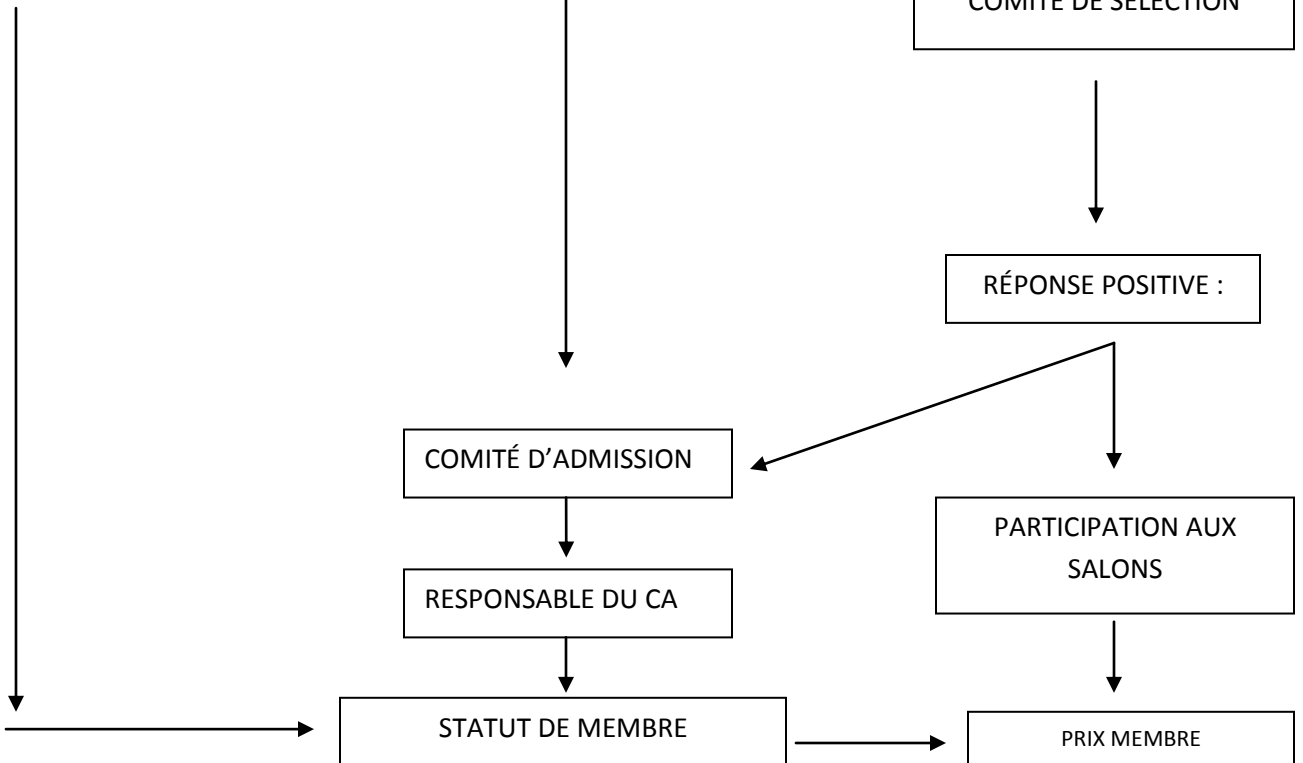 COMITÉ DE SÉLECTION
RÉPONSE POSITIVE :
COMITÉ D’ADMISSION
PARTICIPATION AUX
SALONS
RESPONSABLE DU CA
STATUT DE MEMBRE
PRIX MEMBRE